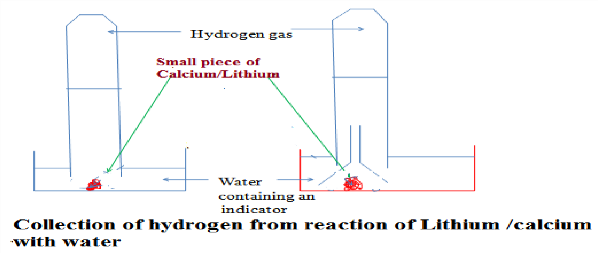 Hydrogen gas
Small piece of
Calcium/Lithium
Water
containing an
indicator
Collection of hydrogen from reaction of Lithium /calcium
with water